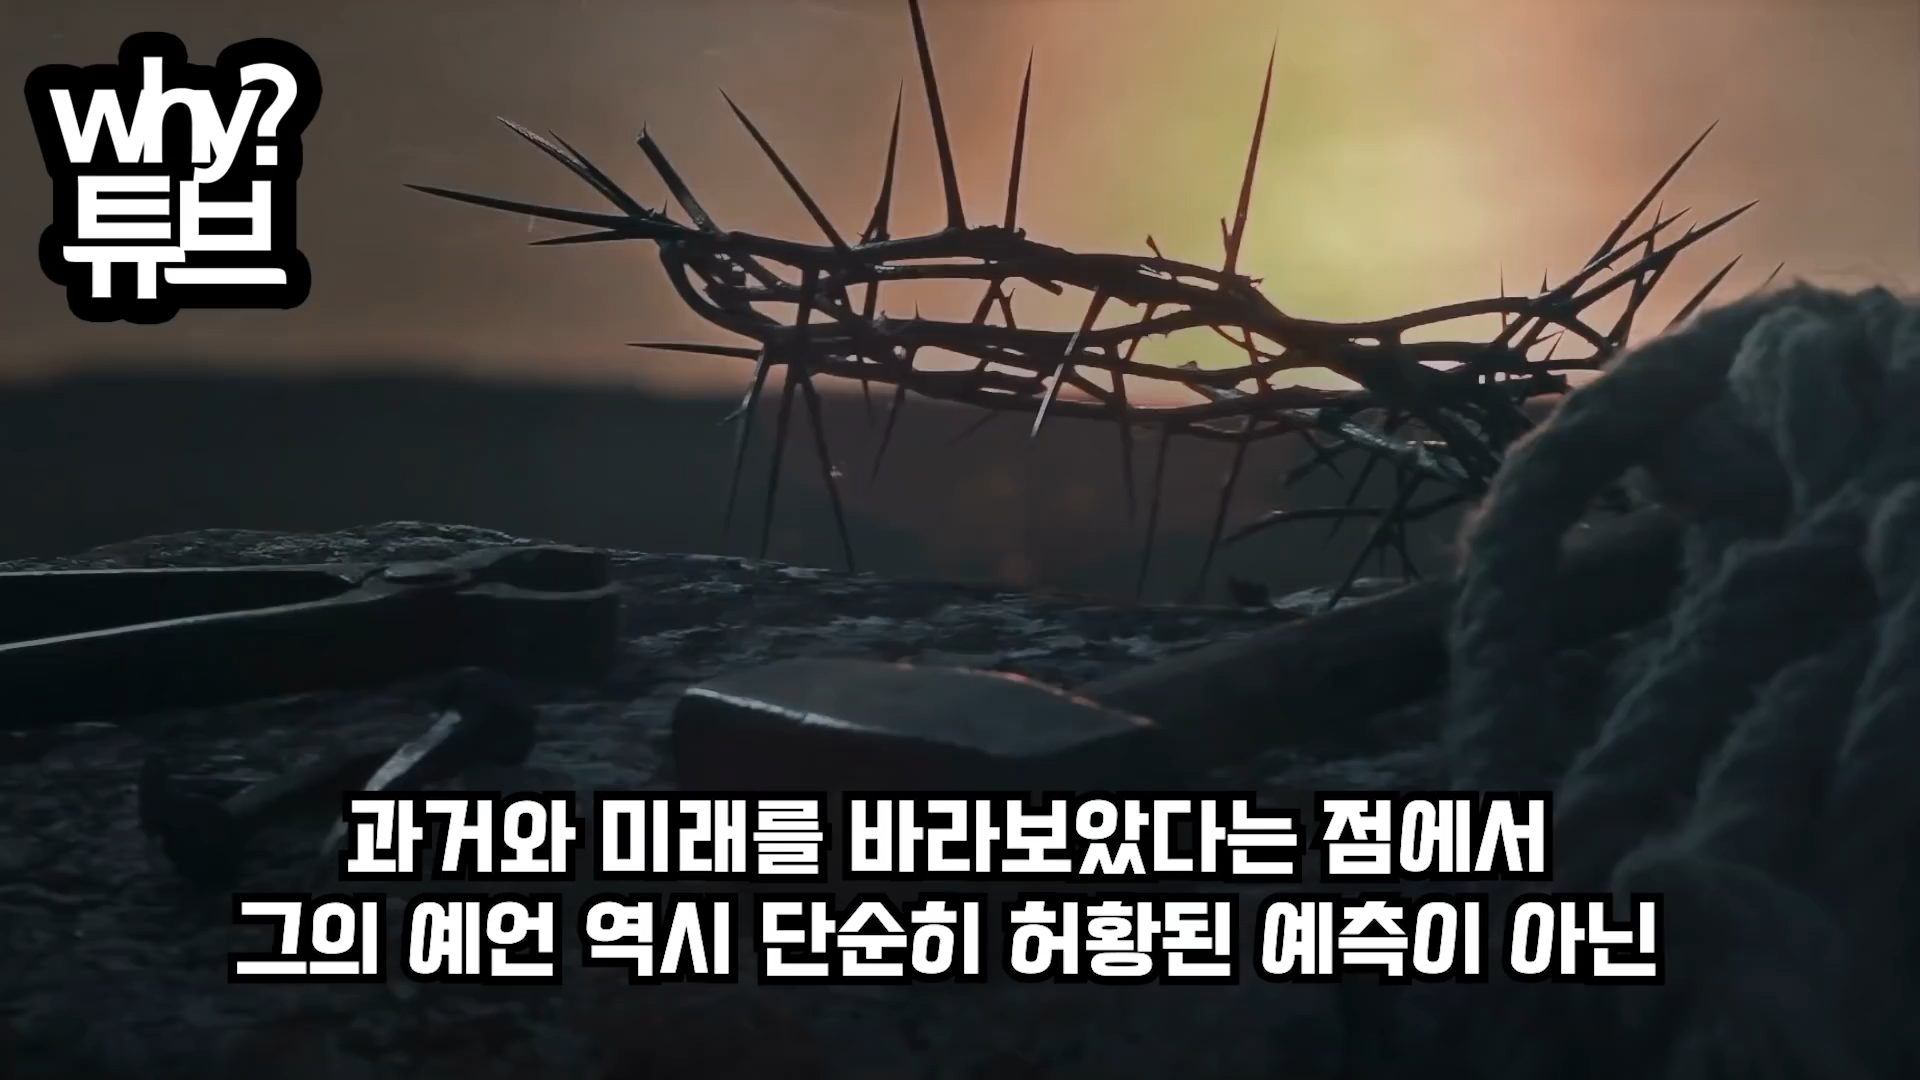 why?
튜브
과거와 미래를 바라보았다는 점에서
그의 예언 역시 단순히 허황된 예측이 아닌